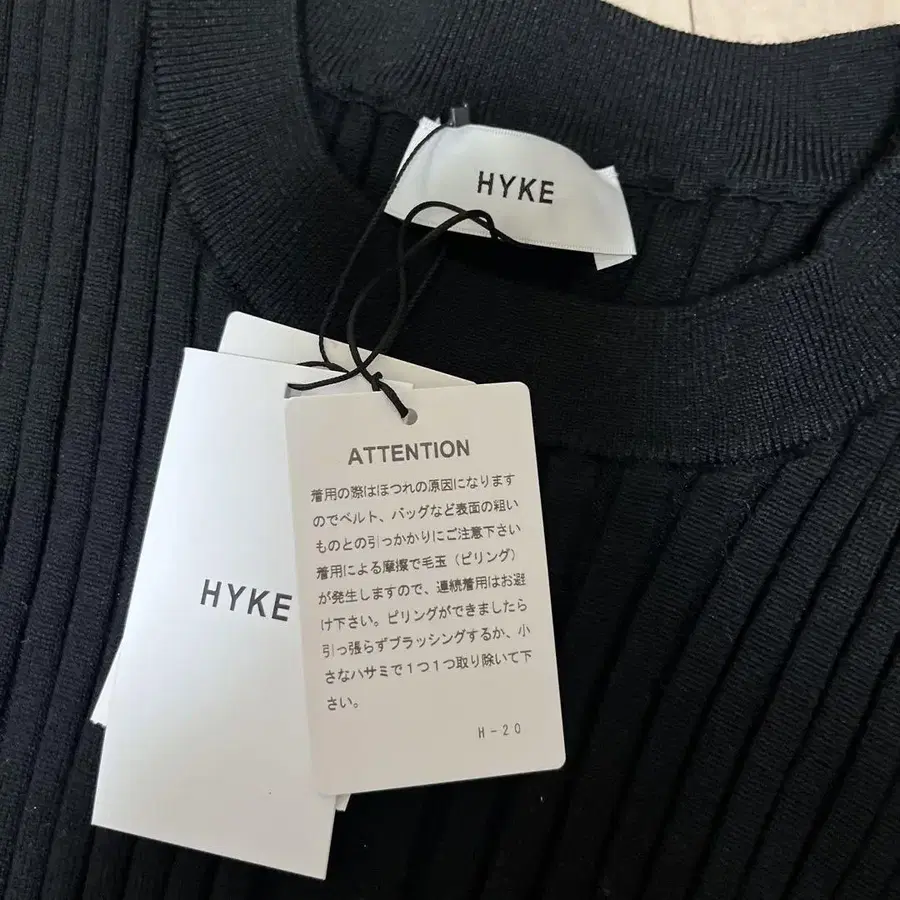 HYKE
HYKE
ATTENTION
着用の際はほつれの原因になります
のでベルト、バッグなど表面の粗い
ものとの引っかかりにご注意下さい
着用による摩擦で毛玉（ピリング）
が発生しますので、連続着用はお避
け下さい。ピリングができましたら
引っ張らずブラッシングするか、小
さなハサミで１つ１つ取り除いて下
さい。
H-20